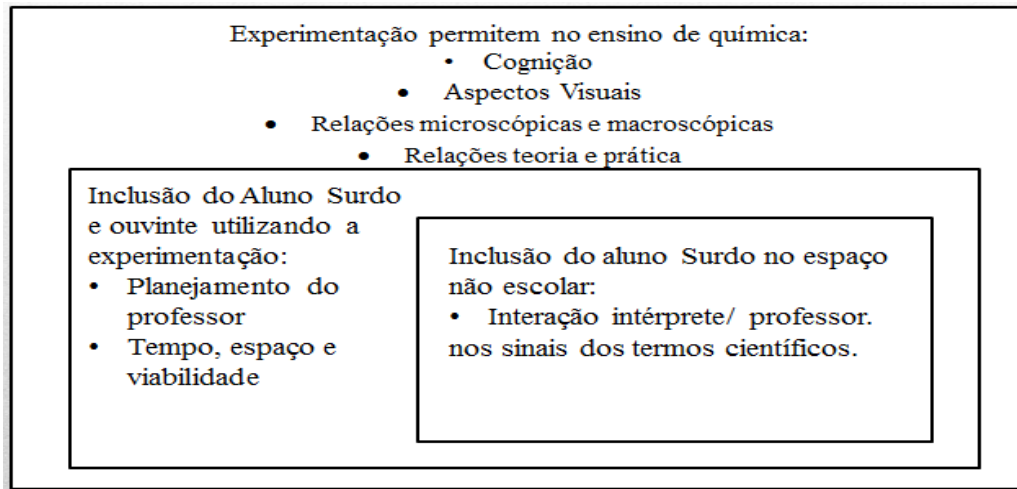 Experimentação permitem no ensino de química:
• Cognição
• Aspectos Visuais
• Relações microscópicas e macroscópicas
• Relações teoria e prática
Inclusão do Aluno Surdo
e ouvinte utilizando a
experimentação:
• Planejamento do
professor
• Tempo, espaço e
viabilidade
Inclusão do aluno Surdo no espaço
não escolar:
• Interação intérprete/ professor.
nos sinais dos termos científicos.